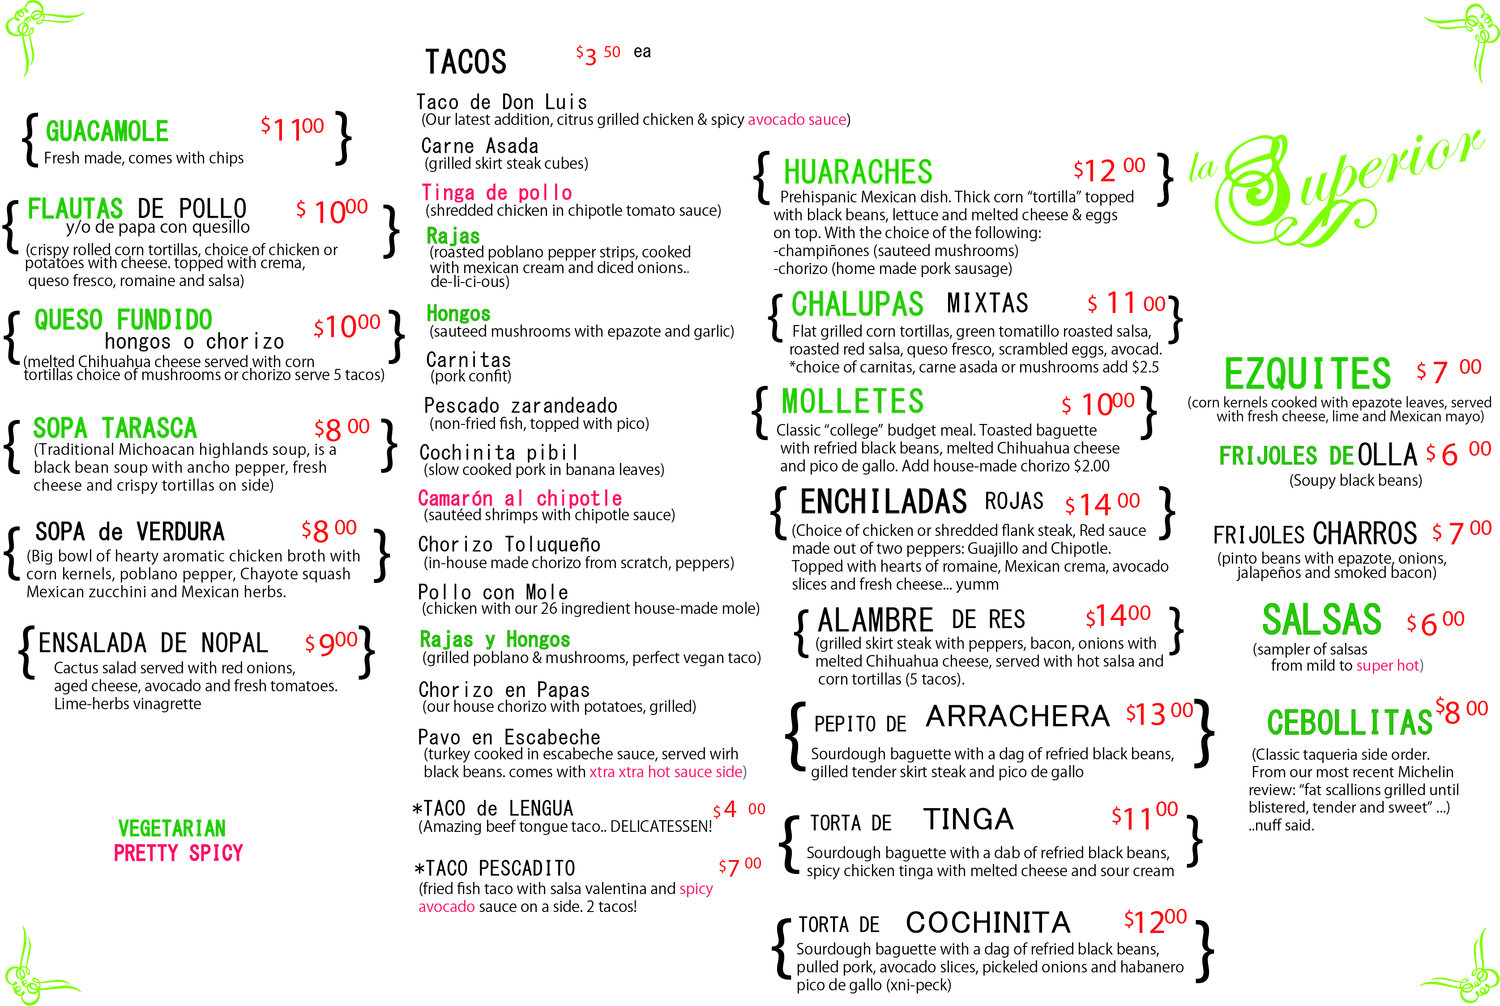 GUACAMOLE $11 00
Fresh made, comes with chips
FLAUTAS DE POLLO $ 10 00
y/o de papa con quesillo
(crispy rolled corn tortillas, choice of chicken or
potatoes with cheese. topped with crema,
queso fresco, romaine and salsa)
QUESO FUNDIDO $10 00
hongos o chorizo
(melted Chihuahua cheese served with corn
tortillas choice of mushrooms or chorizo serve 5 tacos)
SOPA TARASCA $8 00
(Traditional Michoacan highlands soup, is a
black bean soup with ancho pepper, fresh
cheese and crispy tortillas on side)
SOPA de VERDURA $8 00
(Big bowl of hearty aromatic chicken broth with
corn kernels, poblano pepper, Chayote squash
Mexican zucchini and Mexican herbs.
ENSALADA DE NOPAL $ 9 00
Cactus salad served with red onions,
aged cheese, avocado and fresh tomatoes.
Lime-herbs vinagrette
VEGETARIAN
PRETTY SPICY
TACOS $3 50 ea
Taco de Don Luis
(Our latest addition, citrus grilled chicken & spicy avocado sauce)
Carne Asada
(grilled skirt steak cubes)
Tinga de pollo
(shredded chicken in chipotle tomato sauce)
Rajas
(roasted poblano pepper strips, cooked
with mexican cream and diced onions..
de-li-ci-ous)
Hongos
(sauteed mushrooms with epazote and garlic)
Carnitas
(pork confit)
Pescado zarandeado
(non-fried fish, topped with pico)
Cochinita pibil
(slow cooked pork in banana leaves)
Camarón al chipotle
(sautéed shrimps with chipotle sauce)
Chorizo Toluqueño
(in-house made chorizo from scratch, peppers)
Pollo con Mole
(chicken with our 26 ingredient house-made mole)
Rajas y Hongos
(grilled poblano & mushrooms, perfect vegan taco)
Chorizo en Papas
(our house chorizo with potatoes, grilled)
Pavo en Escabeche
(turkey cooked in escabeche sauce, served wirh
black beans. comes with xtra xtra hot sauce side)
*TACO de LENGUA $ 4 00
(Amazing beef tongue taco.. DELICATESSEN!
*TACO PESCADITO $7 00
(fried fish taco with salsa valentina and spicy
avocado sauce on a side. 2 tacos!
HUARACHES $12 00
Prehispanic Mexican dish. Thick corn “tortilla” topped
with black beans, lettuce and melted cheese & eggs
on top. With the choice of the following:
-champiñones (sauteed mushrooms)
-chorizo (home made pork sausage)
CHALUPAS MIXTAS $ 11 00
Flat grilled corn tortillas, green tomatillo roasted salsa,
roasted red salsa, queso fresco, scrambled eggs, avocad.
*choice of carnitas, carne asada or mushrooms add $2.5
MOLLETES $ 10 00
Classic “college” budget meal. Toasted baguette
with refried black beans, melted Chihuahua cheese
and pico de gallo. Add house-made chorizo $2.00
ENCHILADAS ROJAS $14 00
(Choice of chicken or shredded flank steak, Red sauce
made out of two peppers: Guajillo and Chipotle.
Topped with hearts of romaine, Mexican crema, avocado
slices and fresh cheese... yumm
ALAMBRE DE RES $14 00
(grilled skirt steak with peppers, bacon, onions with
melted Chihuahua cheese, served with hot salsa and
corn tortillas (5 tacos).
PEPITO DE ARRACHERA $13 00
Sourdough baguette with a dag of refried black beans,
gilled tender skirt steak and pico de gallo
TORTA DE TINGA $11 00
Sourdough baguette with a dab of refried black beans,
spicy chicken tinga with melted cheese and sour cream
TORTA DE COCHINITA $12 00
Sourdough baguette with a dag of refried black beans,
pulled pork, avocado slices, pickeled onions and habanero
pico de gallo (xni-peck)
la Superior
EZQUITES $ 7 00
(corn kernels cooked with epazote leaves, served
with fresh cheese, lime and Mexican mayo)
FRIJOLES DE OLLA $ 6 00
(Soupy black beans)
FRIJOLES CHARROS $ 7 00
(pinto beans with epazote, onions,
jalapeños and smoked bacon)
SALSAS $ 6 00
(sampler of salsas
from mild to super hot)
CEBOLLITAS $8 00
(Classic taqueria side order.
From our most recent Michelin
review: “fat scallions grilled until
blistered, tender and sweet” ...)
..nuff said.